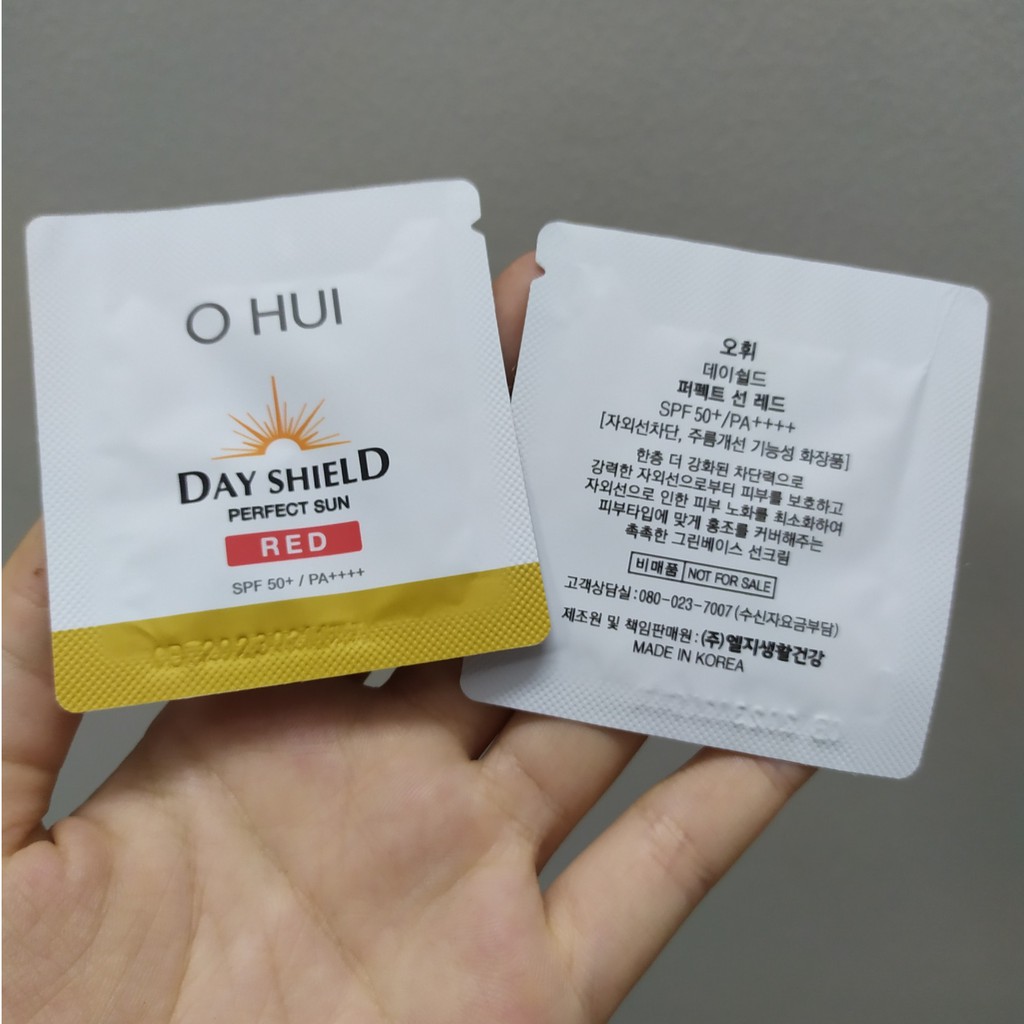 O HUI
DAY SHIELD
PERFECT SUN
RED
SPF 50+ / PA++++
오휘
데이쉴드
퍼펙트 선 레드
SPF 50+/PA++++
[자외선차단, 주름개선 기능성 화장품]
한층 더 강화된 차단력으로
강력한 자외선으로부터 피부를 보호하고
자외선으로 인한 피부 노화를 최소화하여
피부타입에 맞게 홍조를 커버해주는
촉촉한 그린베이스 선크림
비매품 NOT FOR SALE
고객상담실 : 080-023-7007 (수신자요금부담)
제조원 및 책임판매원 : (주)엘지생활건강
MADE IN KOREA